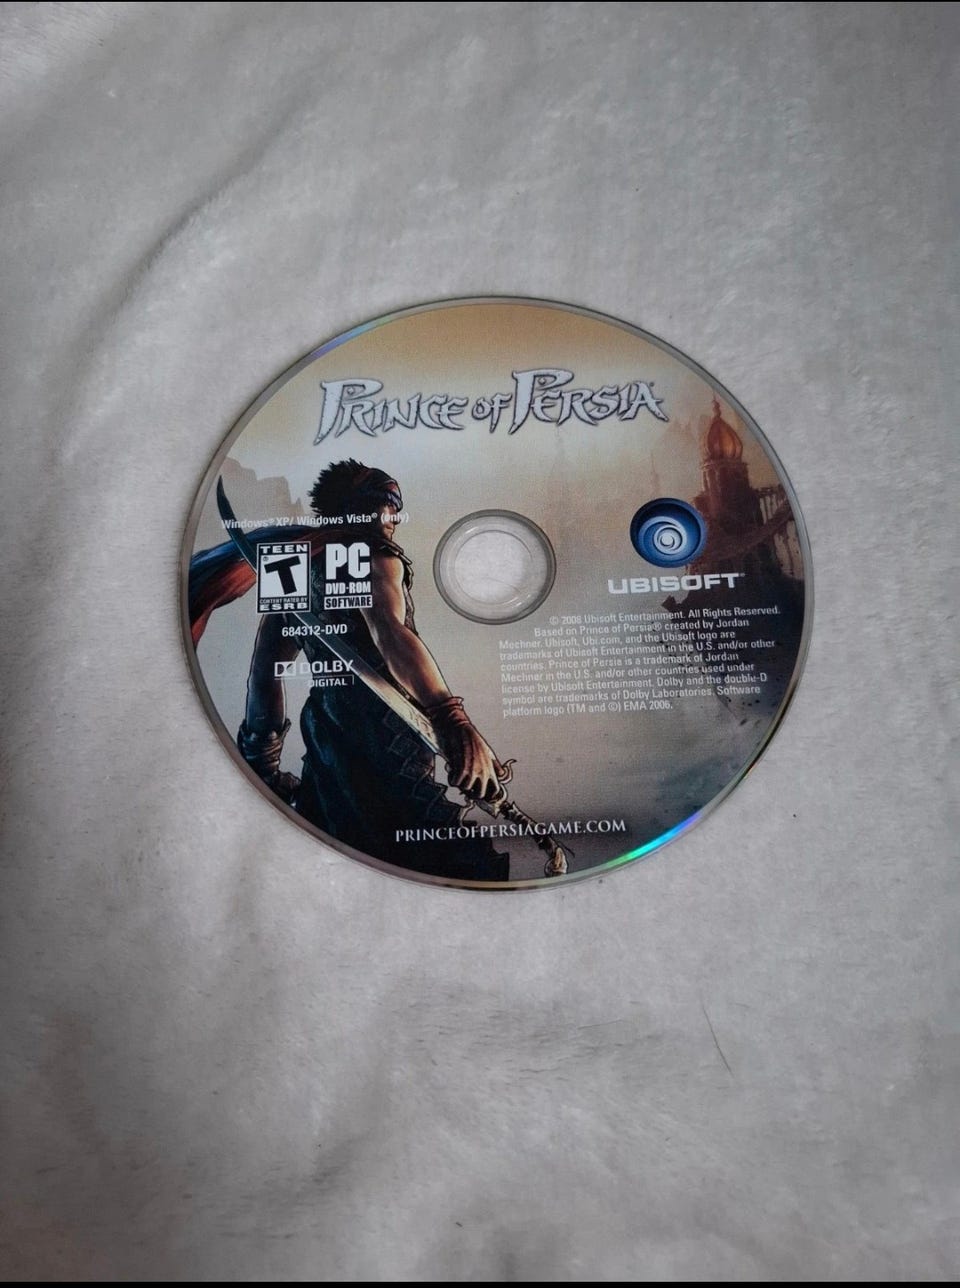 PRINCE OF PERSIA
Windows® XP/ Windows Vista® (only)
TEEN
T
CONTENT RATED BY
ESRB
PC
DVD-ROM
SOFTWARE
684312-DVD
DOLBY
DIGITAL
UBISOFT
© 2008 Ubisoft Entertainment. All Rights Reserved.
Based on Prince of Persia® created by Jordan
Mechner. Ubisoft, Ubi.com, and the Ubisoft logo are
trademarks of Ubisoft Entertainment in the U.S. and/or other
countries. Prince of Persia is a trademark of Jordan
Mechner in the U.S. and/or other countries used under
license by Ubisoft Entertainment. Dolby and the double-D
symbol are trademarks of Dolby Laboratories. Software
platform logo (TM and ©) EMA 2006.
PRINCEOFPERSIAGAME.COM